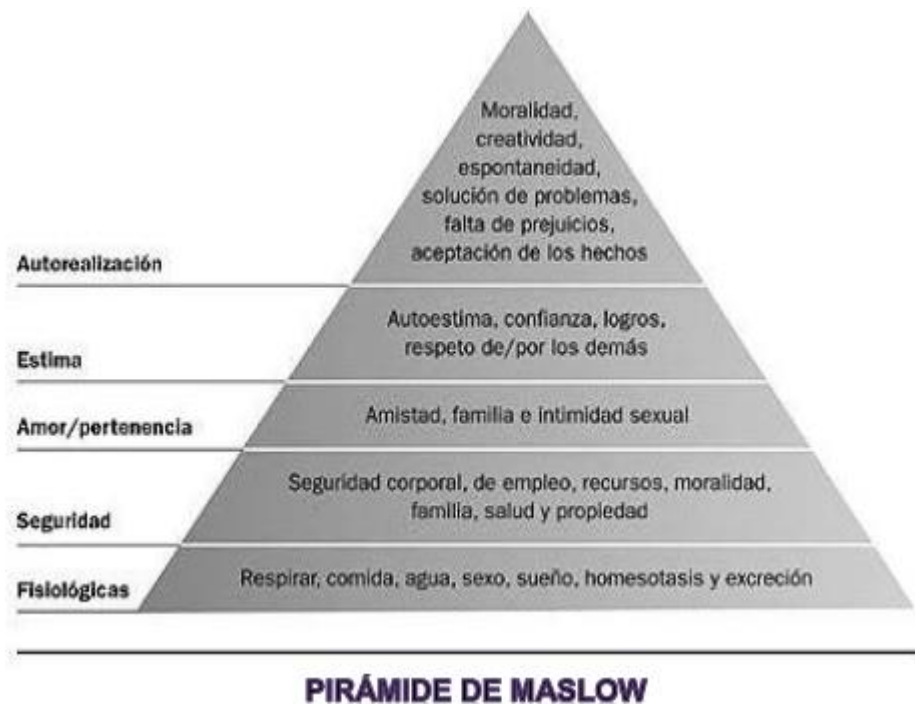 Moralidad,
creatividad,
espontaneidad,
solución de problemas,
falta de prejuicios,
aceptación de los hechos
Autorealización
Autoestima, confianza, logros,
respeto de/por los demás
Estima
Amistad, familia e intimidad sexual
Amor/pertenencia
Seguridad corporal, de empleo, recursos, moralidad,
familia, salud y propiedad
Seguridad
Respirar, comida, agua, sexo, sueño, homesotasis y excreción
Fisiológicas
PIRÁMIDE DE MASLOW